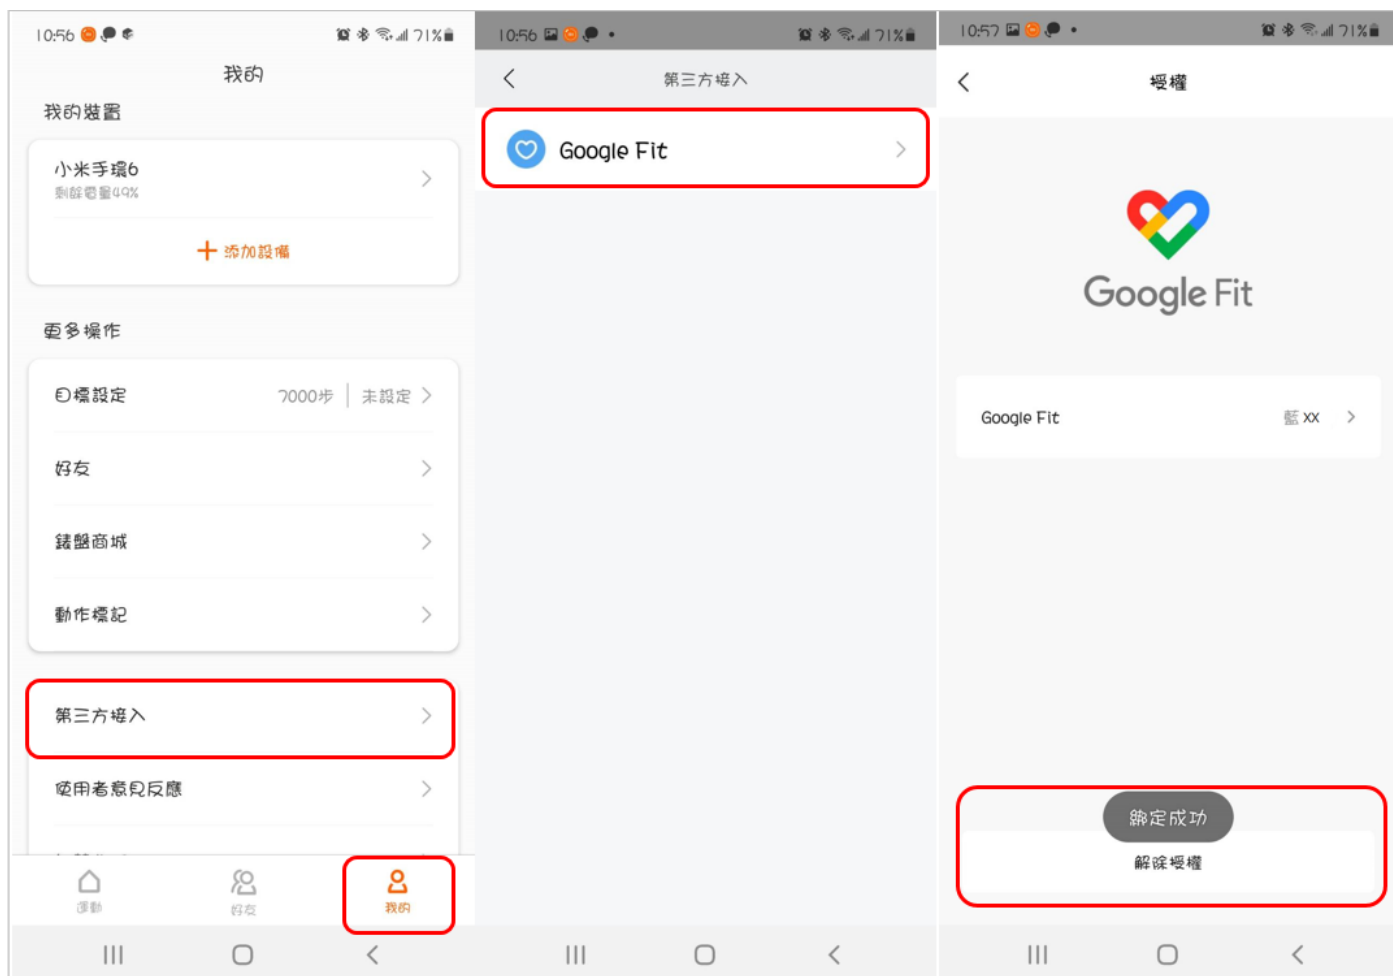 10:56
71%
我的
我的裝置
小米手環6
剩餘電量49%
添加設備
更多操作
目標設定 7000步 未設定
好友
錶盤商城
動作標記
第三方接入
使用者意見反應
運動 好友 我的
10:56
71%
第三方接入
Google Fit
10:57
71%
授權
Google Fit
Google Fit 藍 xx
綁定成功
解除授權